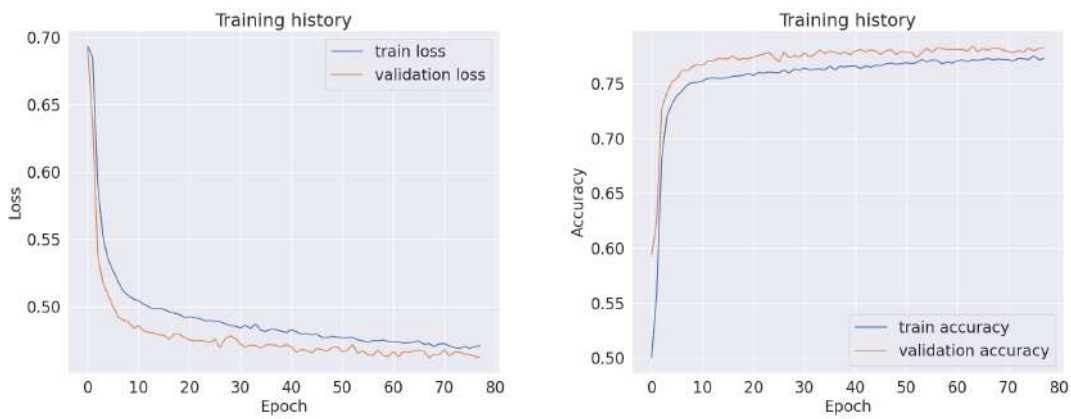 Training history
0.70
0.65
0.60
0.55
0.50
Loss
train loss
validation loss
0 10 20 30 40 50 60 70 80
Epoch
Training history
0.75
0.70
0.65
0.60
0.55
0.50
Accuracy
train accuracy
validation accuracy
0 10 20 30 40 50 60 70 80
Epoch